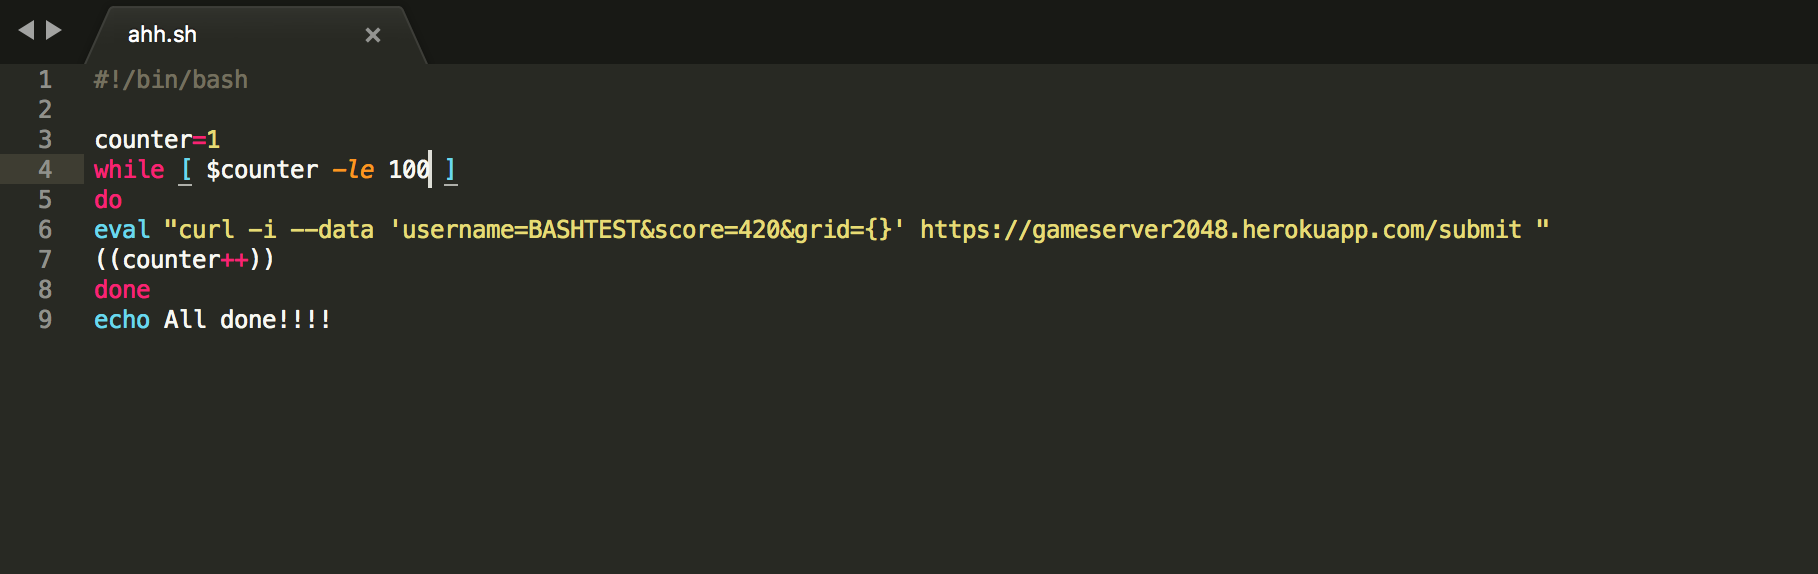 ahh.sh
1 #!/bin/bash
2
3 counter=1
4 while [ $counter -le 100 ]
5 do
6 eval "curl -i --data 'username=BASHTEST&score=420&grid={}' https://gameserver2048.herokuapp.com/submit "
7 ((counter++))
8 done
9 echo All done!!!!